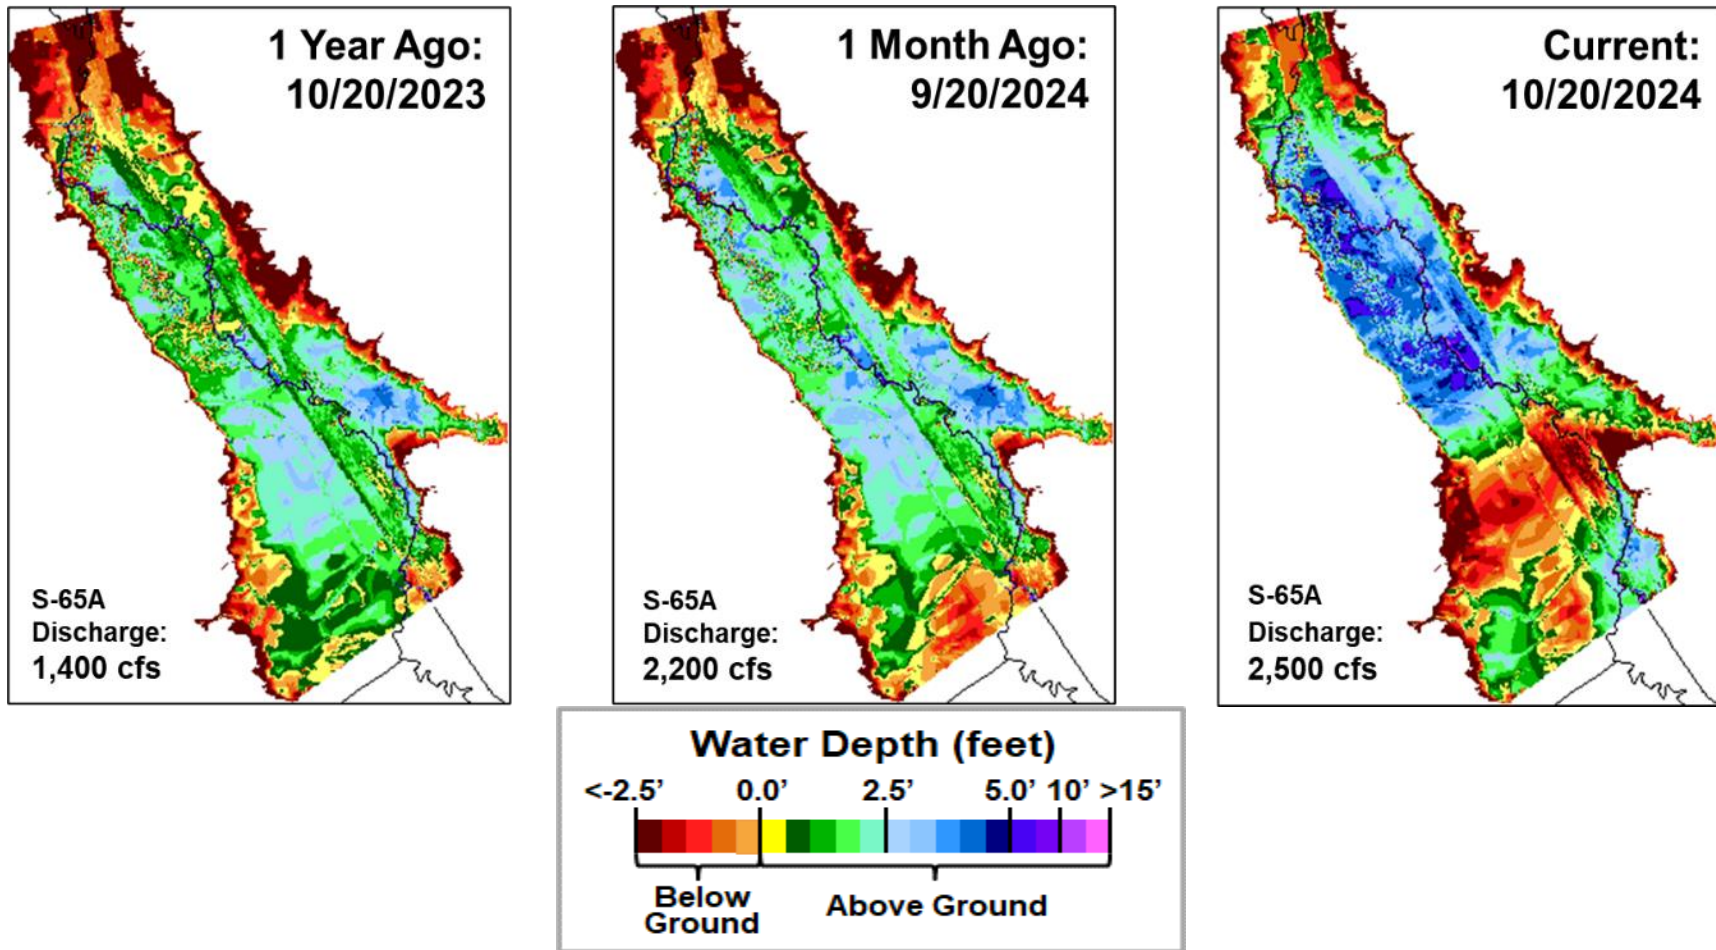 1 Year Ago:
10/20/2023
S-65A
Discharge:
1,400 cfs
1 Month Ago:
9/20/2024
S-65A
Discharge:
2,200 cfs
Current:
10/20/2024
S-65A
Discharge:
2,500 cfs
Water Depth (feet)
<-2.5’ 0.0’ 2.5’ 5.0’ 10’ >15’
Below
Ground
Above Ground